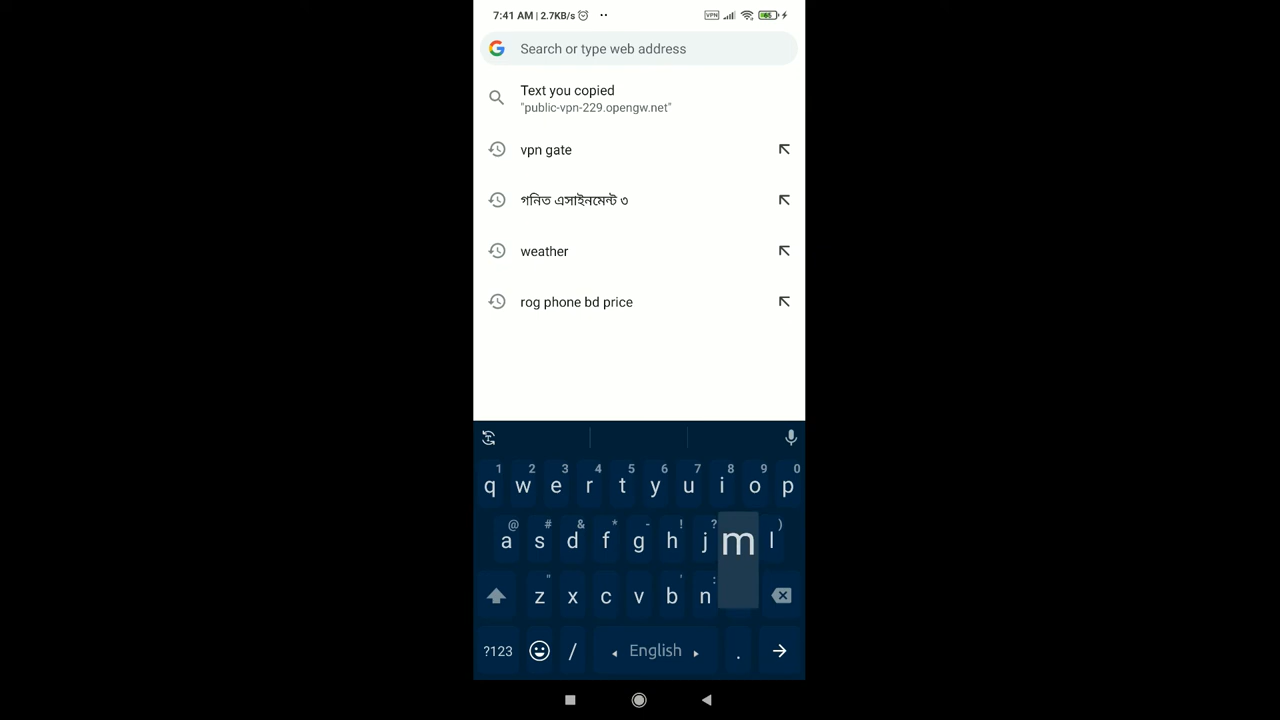 7:41 AM | 2.7KB/s
VPN
65
Search or type web address
Text you copied
"public-vpn-229.opengw.net"
vpn gate
গনিত এসাইনমেন্ট ৩
weather
rog phone bd price
1 2 3 4 5 6 7 8 9 0
q w e r t y u i o p
@ # & * - ! ? )
a s d f g h j m l
" ' :
z x c v b n
?123 / English .